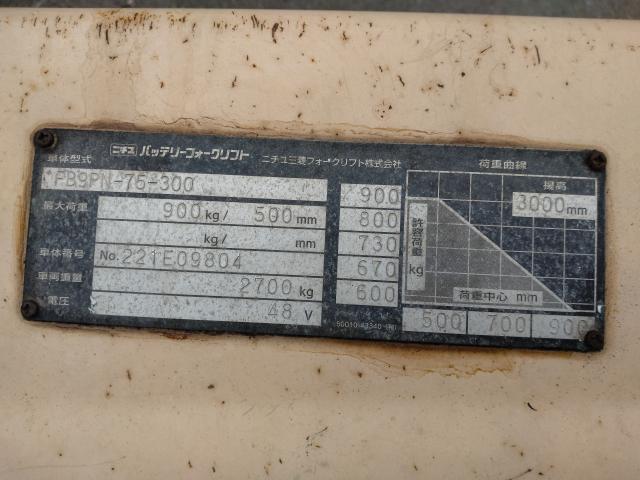 ニチユ バッテリーフォークリフト ニチユ三菱フォークリフト株式会社
車体型式 FB9PN-75-300
最大荷重 900 kg/ 500 mm
kg/ mm
車体番号 No.221E09804
車両重量 2700 kg
電圧 48 V
900
800
730
670
600
荷重曲線
揚高
3000mm
許容荷重 kg
荷重中心 mm
500 700 900